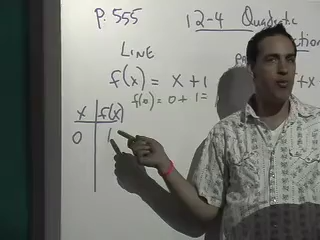 P. 555
12-4 Quadratic
LINE
f(x) = x + 1
f(0) = 0 + 1 =
x f(x)
0 1